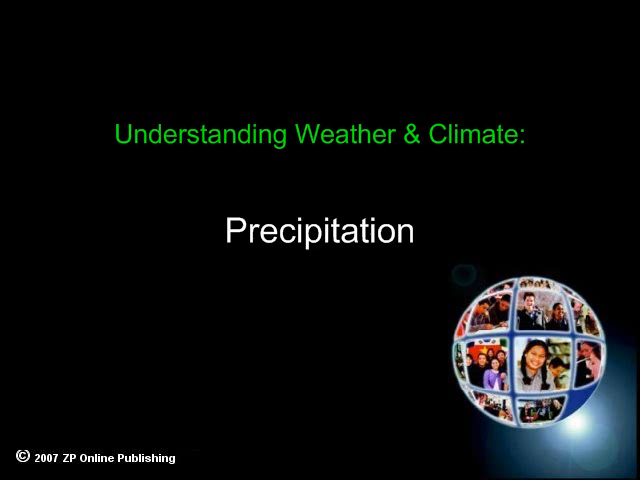 Understanding Weather & Climate:
Precipitation
© 2007 ZP Online Publishing